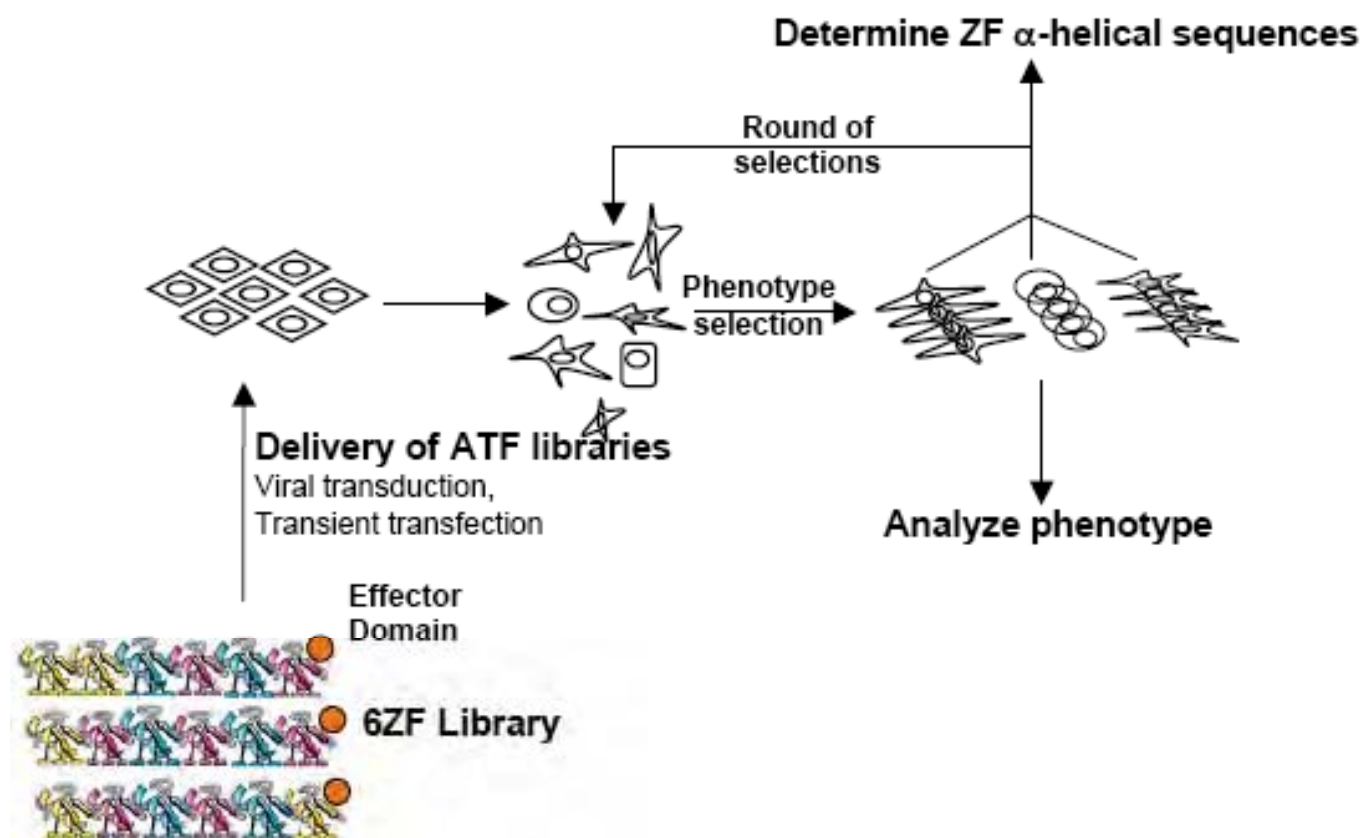 Determine ZF α-helical sequences
Round of
selections
Phenotype
selection
Delivery of ATF libraries
Viral transduction,
Transient transfection
Analyze phenotype
Effector
Domain
6ZF Library